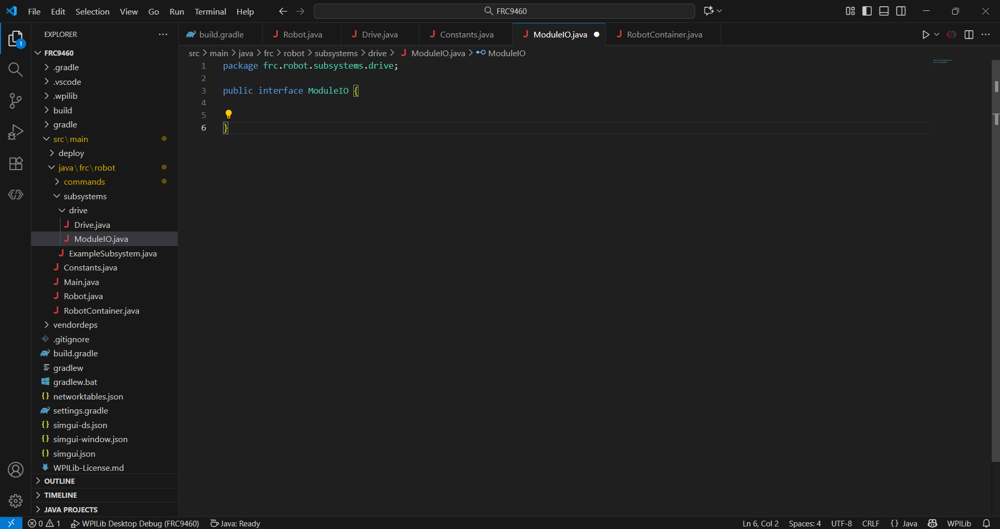 File Edit Selection View Go Run Terminal Help
FRC9460
EXPLORER
FRC9460
.gradle
.vscode
.wpilib
build
gradle
src\main
deploy
java\frc\robot
commands
subsystems
drive
Drive.java
ModuleIO.java
ExampleSubsystem.java
Constants.java
Main.java
Robot.java
RobotContainer.java
vendordeps
.gitignore
build.gradle
gradlew
gradlew.bat
networktables.json
settings.gradle
simgui-ds.json
simgui-window.json
simgui.json
WPILib-License.md
OUTLINE
TIMELINE
JAVA PROJECTS
1
build.gradle Robot.java Drive.java Constants.java ModuleIO.java RobotContainer.java
src > main > java > frc > robot > subsystems > drive > ModuleIO.java > ModuleIO
1 package frc.robot.subsystems.drive;
2
3 public interface ModuleIO {
4
5
6 }
0 1 WPILib Desktop Debug (FRC9460) Java: Ready Ln 6, Col 2 Spaces: 4 UTF-8 CRLF {} Java WPILib